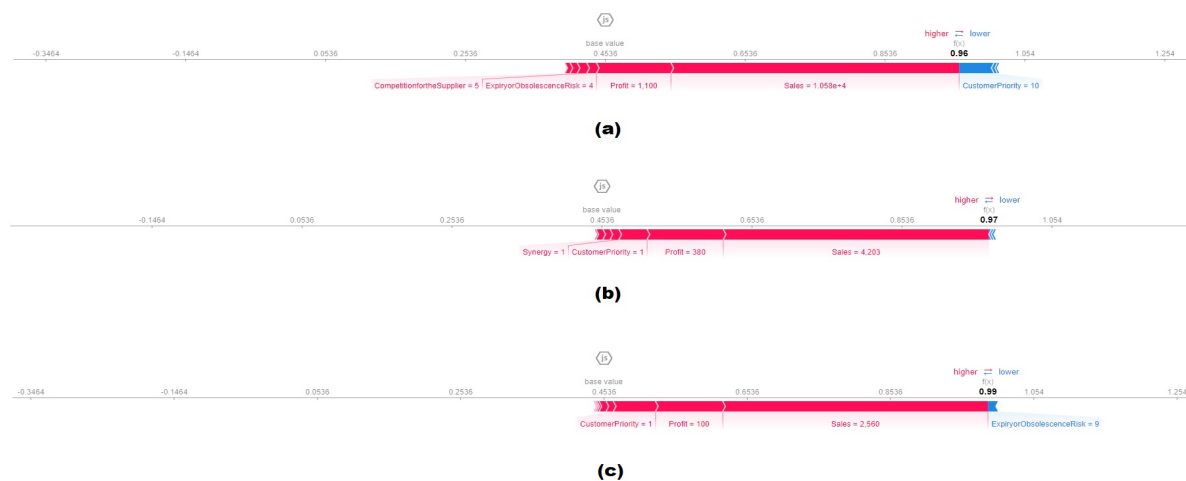 js
higher ⇄ lower
base value
f(x)
-0.3464 -0.1464 0.0536 0.2536 0.4536 0.6536 0.8536 0.96 1.054 1.254
CompetitionfortheSupplier = 5 ExpiryorObsolescenceRisk = 4 Profit = 1,100 Sales = 1.058e+4 CustomerPriority = 10
(a)
js
higher ⇄ lower
base value
f(x)
-0.1464 0.0536 0.2536 0.4536 0.6536 0.8536 0.97 1.054
Synergy = 1 CustomerPriority = 1 Profit = 380 Sales = 4,203
(b)
js
higher ⇄ lower
base value
f(x)
-0.3464 -0.1464 0.0536 0.2536 0.4536 0.6536 0.8536 0.99 1.054 1.254
CustomerPriority = 1 Profit = 100 Sales = 2,560 ExpiryorObsolescenceRisk = 9
(c)